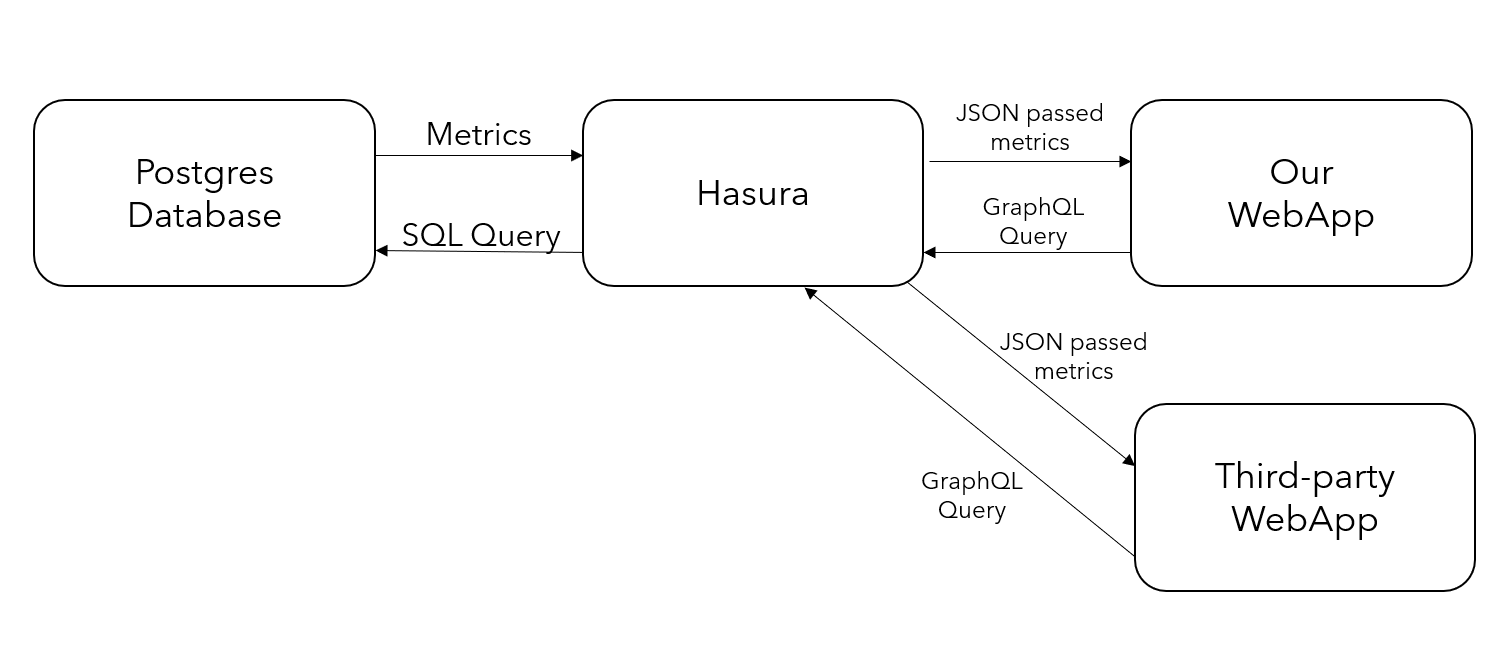 Postgres
Database
Metrics
SQL Query
Hasura
JSON passed
metrics
GraphQL
Query
Our
WebApp
JSON passed
metrics
GraphQL
Query
Third-party
WebApp